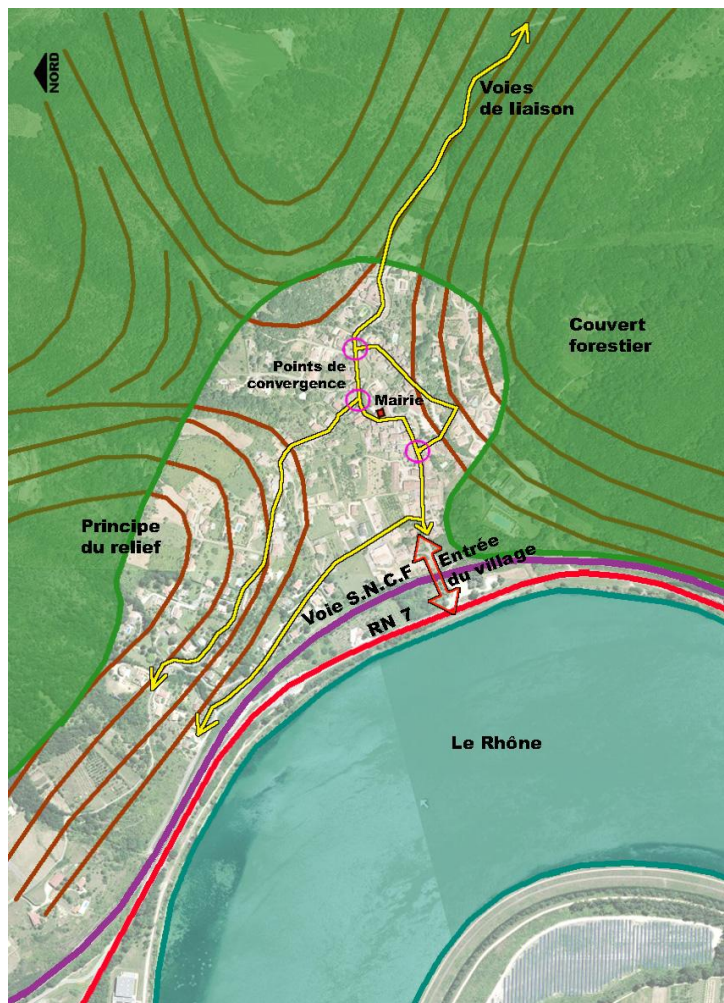 NORD
Voies
de liaison
Couvert
forestier
Points de
convergence
Mairie
Principe
du relief
Entrée
du village
Voie S.N.C.F
RN 7
Le Rhône